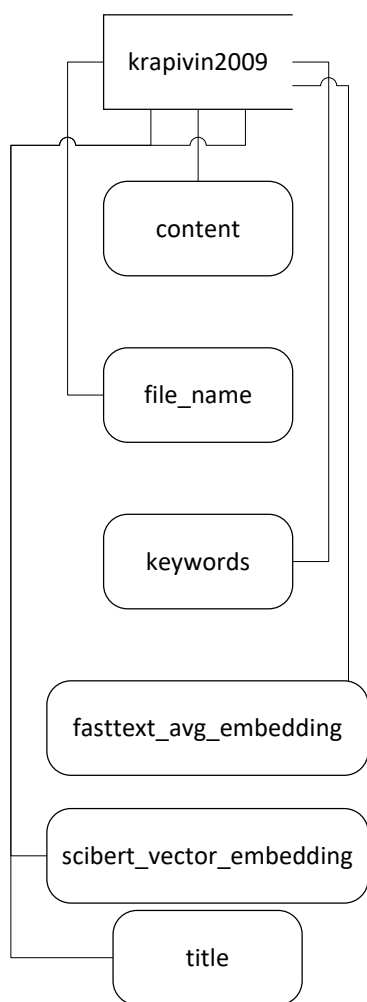 krapivin2009
content
file_name
keywords
fasttext_avg_embedding
scibert_vector_embedding
title